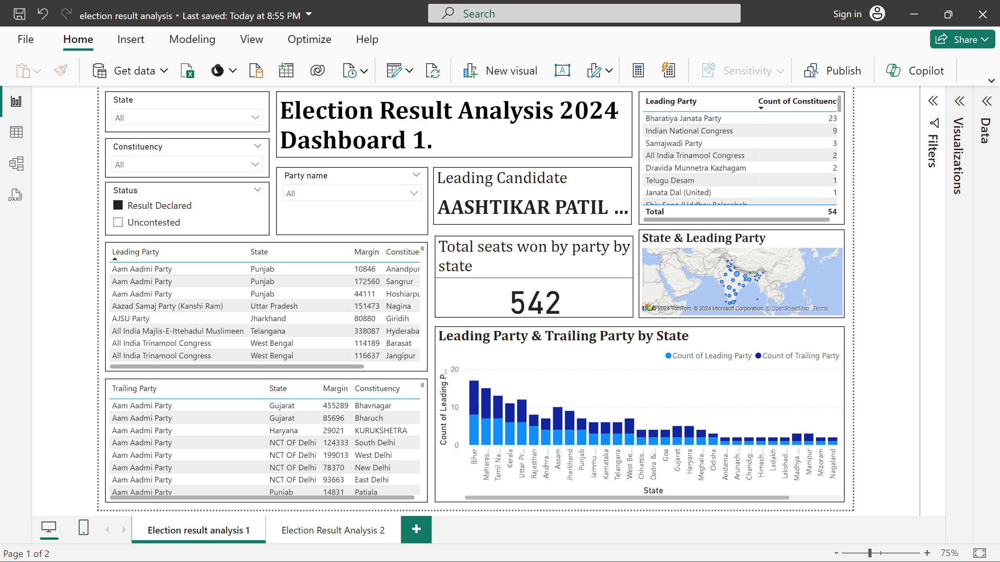 election result analysis • Last saved: Today at 8:55 PM
Search
Sign in
File Home Insert Modeling View Optimize Help
Share
Get data
New visual
A
Sensitivity
Publish
Copilot
DAX
State
All
Constituency
All
Status
Result Declared
Uncontested
Election Result Analysis 2024
Dashboard 1.
Party name
All
Leading Candidate
AASHTIKAR PATIL ...
Leading Party Count of Constituenc
Bharatiya Janata Party 23
Indian National Congress 9
Samajwadi Party 3
All India Trinamool Congress 2
Dravida Munnetra Kazhagam 2
Telugu Desam 1
Janata Dal (United) 1
Total 54
Filters
Visualizations
Data
Leading Party State Margin Constituer
Aam Aadmi Party Punjab 10846 Anandpur
Aam Aadmi Party Punjab 172560 Sangrur
Aam Aadmi Party Punjab 44111 Hoshiarpu
Aazad Samaj Party (Kanshi Ram) Uttar Pradesh 151473 Nagina
AJSU Party Jharkhand 80880 Giridih
All India Majlis-E-Ittehadul Muslimeen Telangana 338087 Hyderaba
All India Trinamool Congress West Bengal 114189 Barasat
All India Trinamool Congress West Bengal 116637 Jangipur
Total seats won by party by
state
542
State & Leading Party
© 2024 TomTom, © 2024 Microsoft Corporation, © OpenStreetMap Terms
Trailing Party State Margin Constituency
Aam Aadmi Party Gujarat 455289 Bhavnagar
Aam Aadmi Party Gujarat 85696 Bharuch
Aam Aadmi Party Haryana 29021 KURUKSHETRA
Aam Aadmi Party NCT OF Delhi 124333 South Delhi
Aam Aadmi Party NCT OF Delhi 199013 West Delhi
Aam Aadmi Party NCT OF Delhi 78370 New Delhi
Aam Aadmi Party NCT OF Delhi 93663 East Delhi
Aam Aadmi Party Punjab 14831 Patiala
Leading Party & Trailing Party by State
Count of Leading Party Count of Trailing Party
Count of Leading P...
20
10
0
Bihar
Maharas...
Tamil Na...
Kerala
Uttar Pr...
Rajasthan
Andhra ...
Assam
Jharkhand
Punjab
Jammu ...
Karnataka
Telangana
West Be...
Chhattis...
Dadra &...
Goa
Gujarat
Haryana
Meghala...
Odisha
Andama...
Arunach...
Chandig...
Himach...
Ladakh
Lakshad...
Madhya ...
Manipur
Mizoram
Nagaland
State
Election result analysis 1
Election Result Analysis 2
+
Page 1 of 2
- + 75%